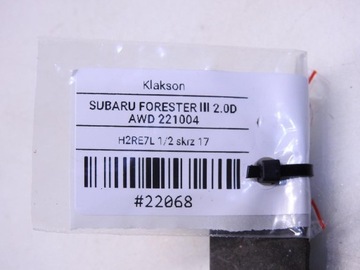 Klakson
SUBARU FORESTER III 2.0D
AWD 221004
H2RE7L 1/2 skrz 17
#22068